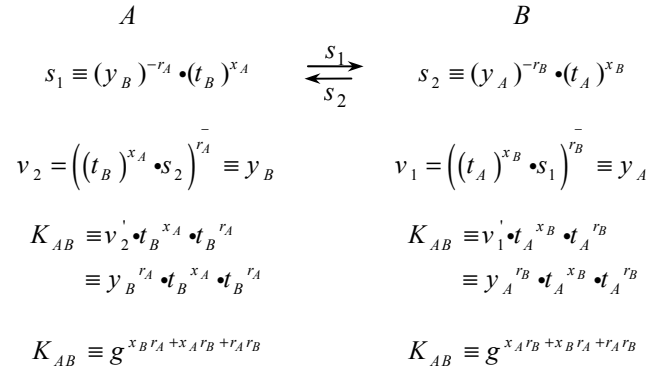 A B
s₁ ≡ (y_B)^{-r_A} •(t_B)^{x_A} s₁ s₂ ≡ (y_A)^{-r_B} •(t_A)^{x_B}
s₂
v₂ = ((t_B)^{x_A} •s₂)^{r̄_A} ≡ y_B v₁ = ((t_A)^{x_B} •s₁)^{r̄_B} ≡ y_A
K_{AB} ≡ v₂' •t_B^{x_A} •t_B^{r_A} K_{AB} ≡ v₁' •t_A^{x_B} •t_A^{r_B}
≡ y_B^{r_A} •t_B^{x_A} •t_B^{r_A} ≡ y_A^{r_B} •t_A^{x_B} •t_A^{r_B}
K_{AB} ≡ g^{x_B r_A + x_A r_B + r_A r_B} K_{AB} ≡ g^{x_A r_B + x_B r_A + r_A r_B}